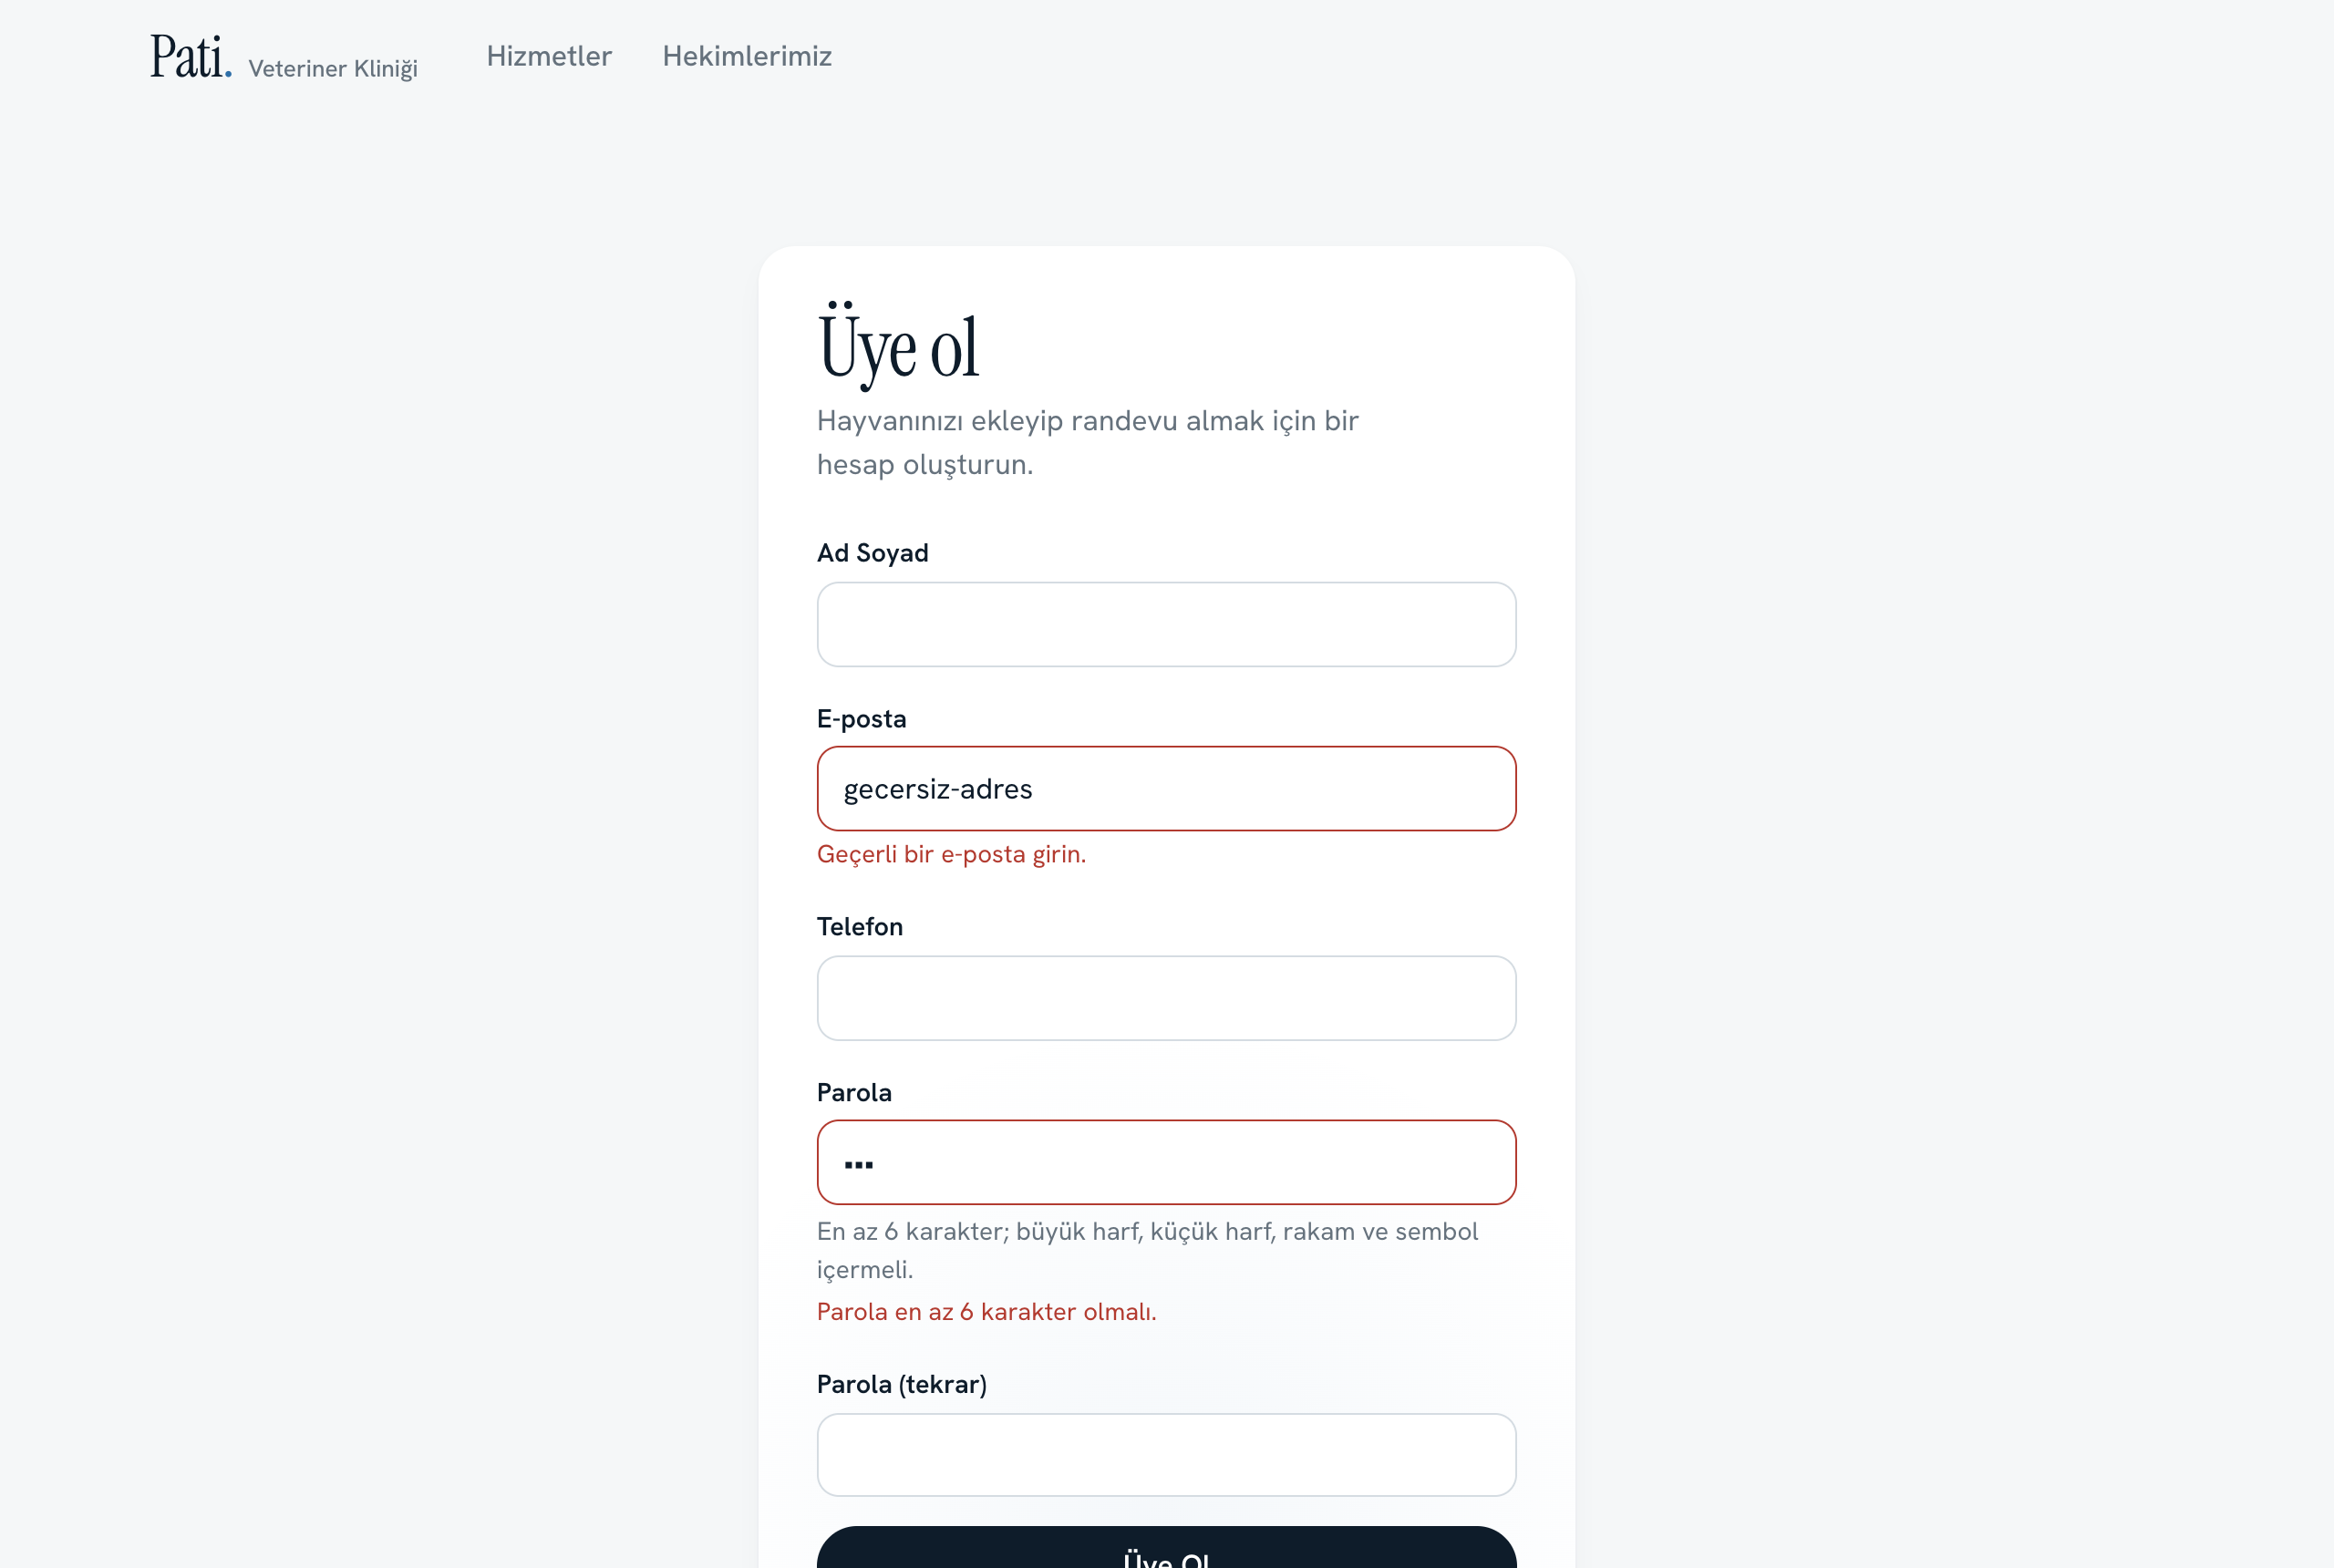 Pati. Veteriner Kliniği Hizmetler Hekimlerimiz
Üye ol
Hayvanınızı ekleyip randevu almak için bir
hesap oluşturun.
Ad Soyad
E-posta
gecersiz-adres
Geçerli bir e-posta girin.
Telefon
Parola
En az 6 karakter; büyük harf, küçük harf, rakam ve sembol
içermeli.
Parola en az 6 karakter olmalı.
Parola (tekrar)
Üye Ol